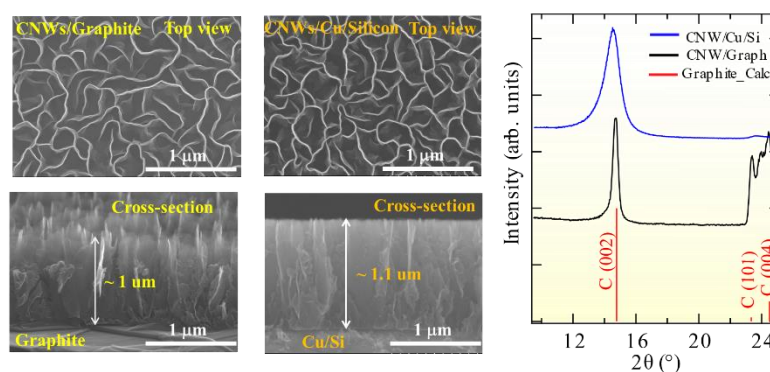 CNWs/Graphite Top view
1 μm
CNWs/Cu/Silicon Top view
1 μm
Cross-section
~ 1 μm
Graphite
1 μm
Cross-section
~ 1.1 um
Cu/Si
1 μm
CNW/Cu/Si
CNW/Graph
Graphite_Calc
Intensity (arb. units)
C (002)
C (101)
C (004)
12 16 20 24
2θ (°)